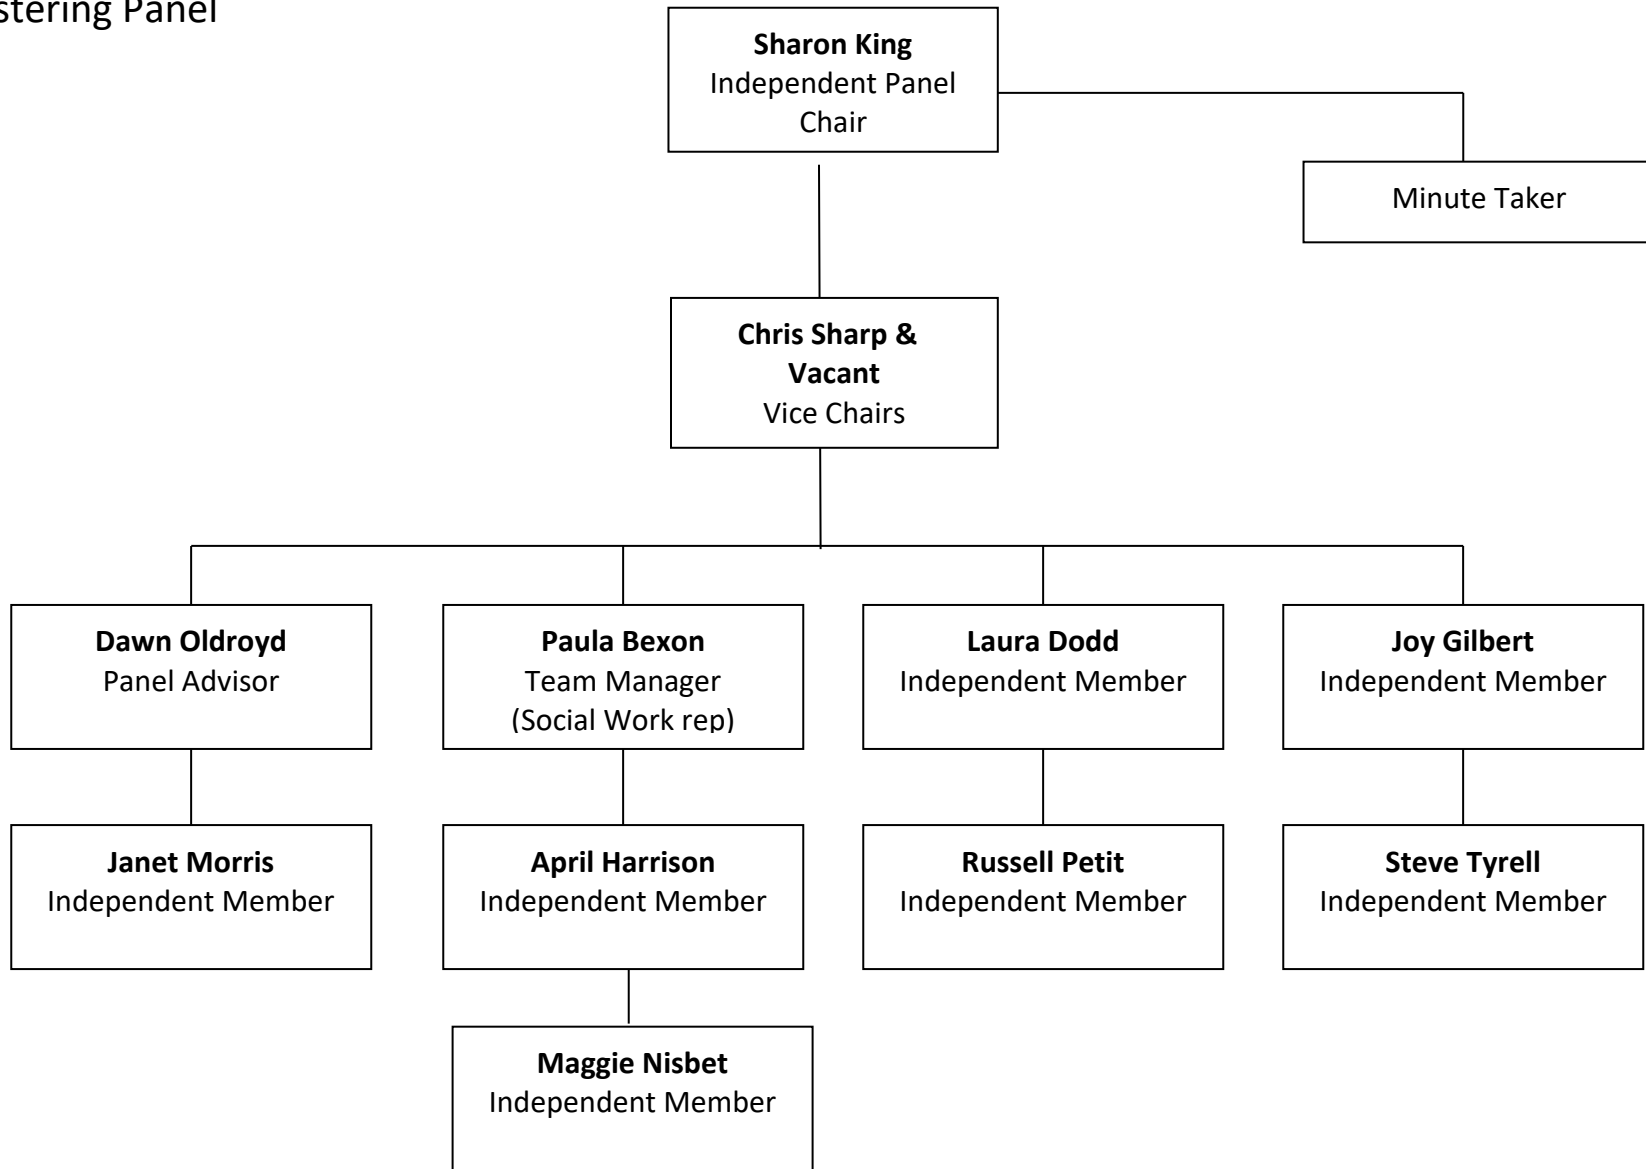 stering Panel
Sharon King
Independent Panel
Chair
Minute Taker
Chris Sharp &
Vacant
Vice Chairs
Dawn Oldroyd
Panel Advisor
Paula Bexon
Team Manager
(Social Work rep)
Laura Dodd
Independent Member
Joy Gilbert
Independent Member
Janet Morris
Independent Member
April Harrison
Independent Member
Russell Petit
Independent Member
Steve Tyrell
Independent Member
Maggie Nisbet
Independent Member